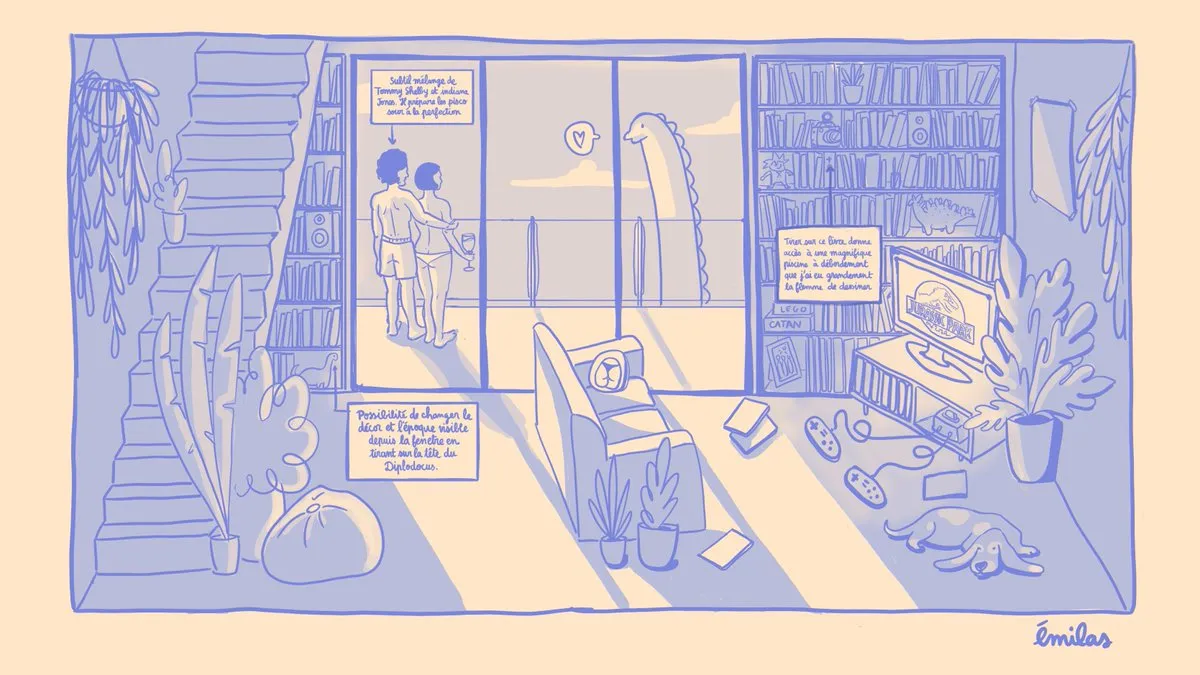 Subtil mélange de
Tommy Shelby et indiana
Jones. Il prépare les pisco
sour à la perfection
Tirer sur ce livre donne
accès à une magnifique
piscine à débordement
que j'ai eu grandement
la flemme de dessiner
LEGO
CATAN
JURASSIC PARK
Possibilité de changer le
décor et l'époque visible
depuis la fenêtre en
tirant sur la tête du
Diplodocus.
émilas